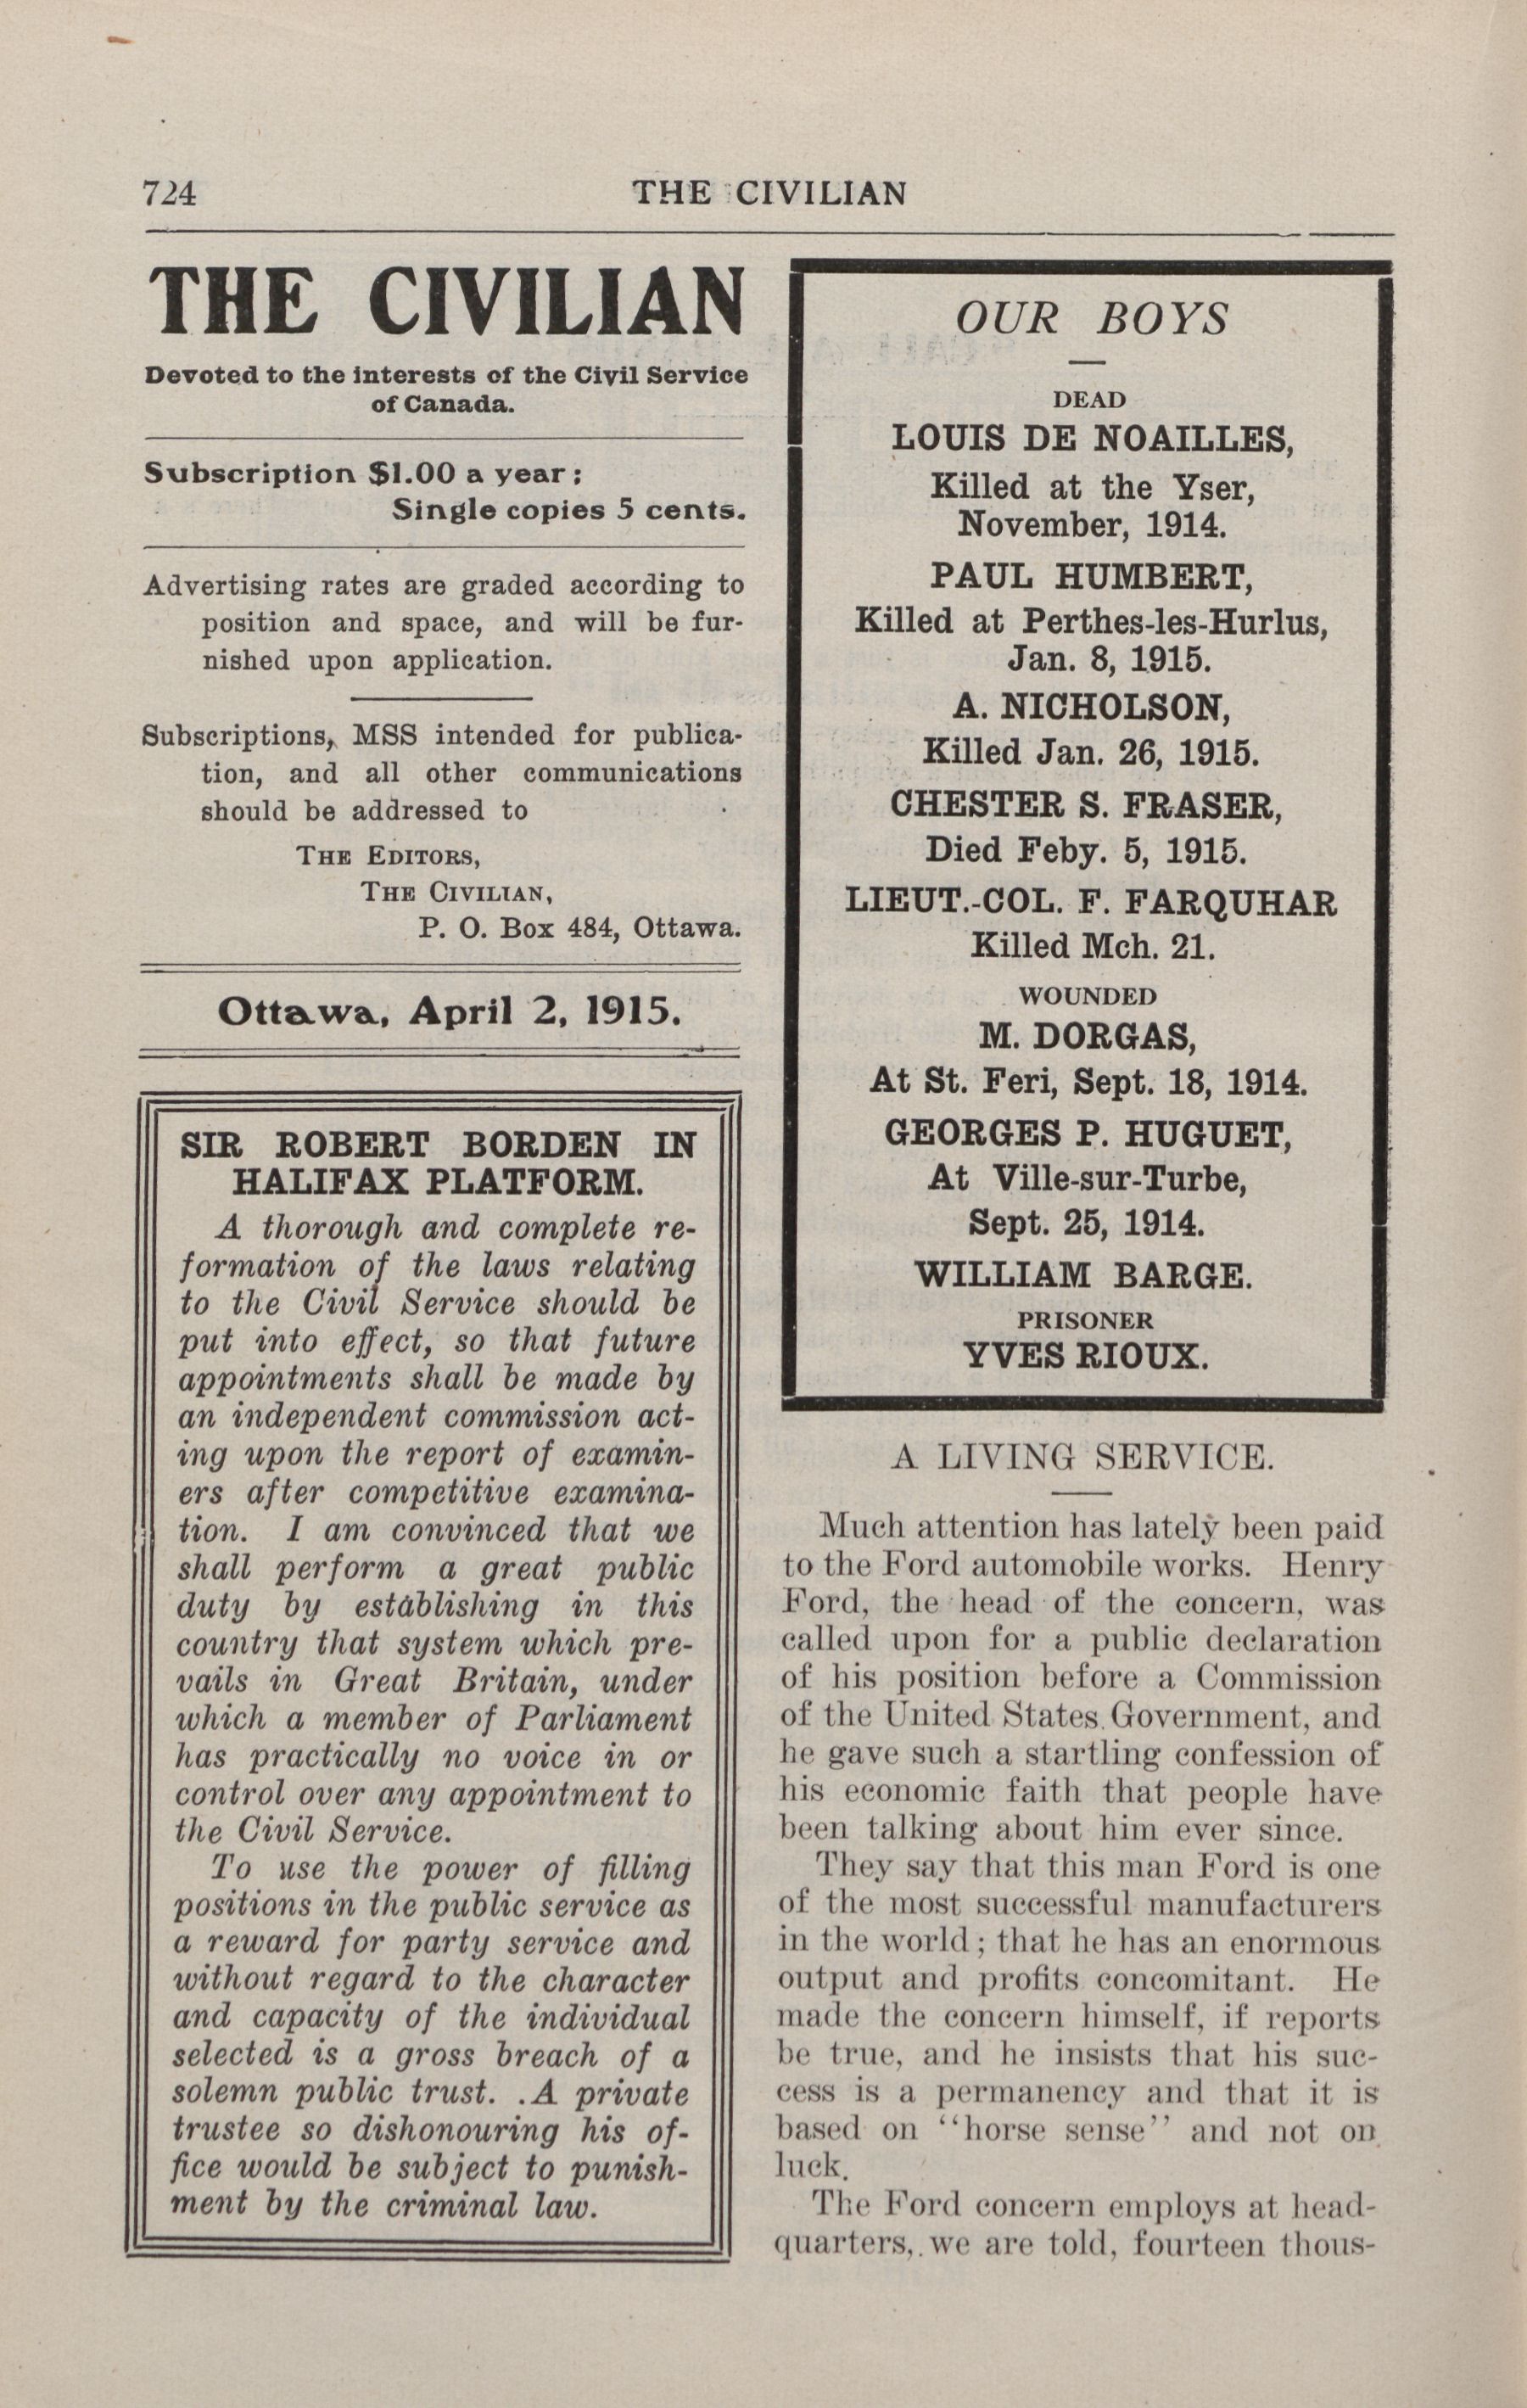 724
THE CIVILIAN
THE CIVILIAN
Devoted to the interests of the Civil Service
of Canada.
Subscription $1.00 a year;
Single copies 5 cents.
Advertising rates are graded according to
position and space, and will be fur-
nished upon application.
Subscriptions, MSS intended for publica-
tion, and all other communications
should be addressed to
THE EDITORS,
THE CIVILIAN,
P. O. Box 484, Ottawa.
Ottawa, April 2, 1915.
SIR ROBERT BORDEN IN
HALIFAX PLATFORM.
A thorough and complete re-
formation of the laws relating
to the Civil Service should be
put into effect, so that future
appointments shall be made by
an independent commission act-
ing upon the report of examin-
ers after competitive examina-
tion. I am convinced that we
shall perform a great public
duty by establishing in this
country that system which pre-
vails in Great Britain, under
which a member of Parliament
has practically no voice in or
control over any appointment to
the Civil Service.
To use the power of filling
positions in the public service as
a reward for party service and
without regard to the character
and capacity of the individual
selected is a gross breach of a
solemn public trust. .A private
trustee so dishonouring his of-
fice would be subject to punish-
ment by the criminal law.
OUR BOYS
DEAD
LOUIS DE NOAILLES,
Killed at the Yser,
November, 1914.
PAUL HUMBERT,
Killed at Perthes-les-Hurlus,
Jan. 8, 1915.
A. NICHOLSON,
Killed Jan. 26, 1915.
CHESTER S. FRASER,
Died Feby. 5, 1915.
LIEUT.-COL. F. FARQUHAR
Killed Mch. 21.
WOUNDED
M. DORGAS,
At St. Feri, Sept. 18, 1914.
GEORGES P. HUGUET,
At Ville-sur-Turbe,
Sept. 25, 1914.
WILLIAM BARGE.
PRISONER
YVES RIOUX.
A LIVING SERVICE.
Much attention has lately been paid
to the Ford automobile works. Henry
Ford, the head of the concern, was
called upon for a public declaration
of his position before a Commission
of the United States Government, and
he gave such a startling confession of
his economic faith that people have
been talking about him ever since.
They say that this man Ford is one
of the most successful manufacturers
in the world; that he has an enormous
output and profits concomitant. He
made the concern himself, if reports
be true, and he insists that his suc-
cess is a permanency and that it is
based on "horse sense" and not on
luck.
The Ford concern employs at head-
quarters, we are told, fourteen thous-